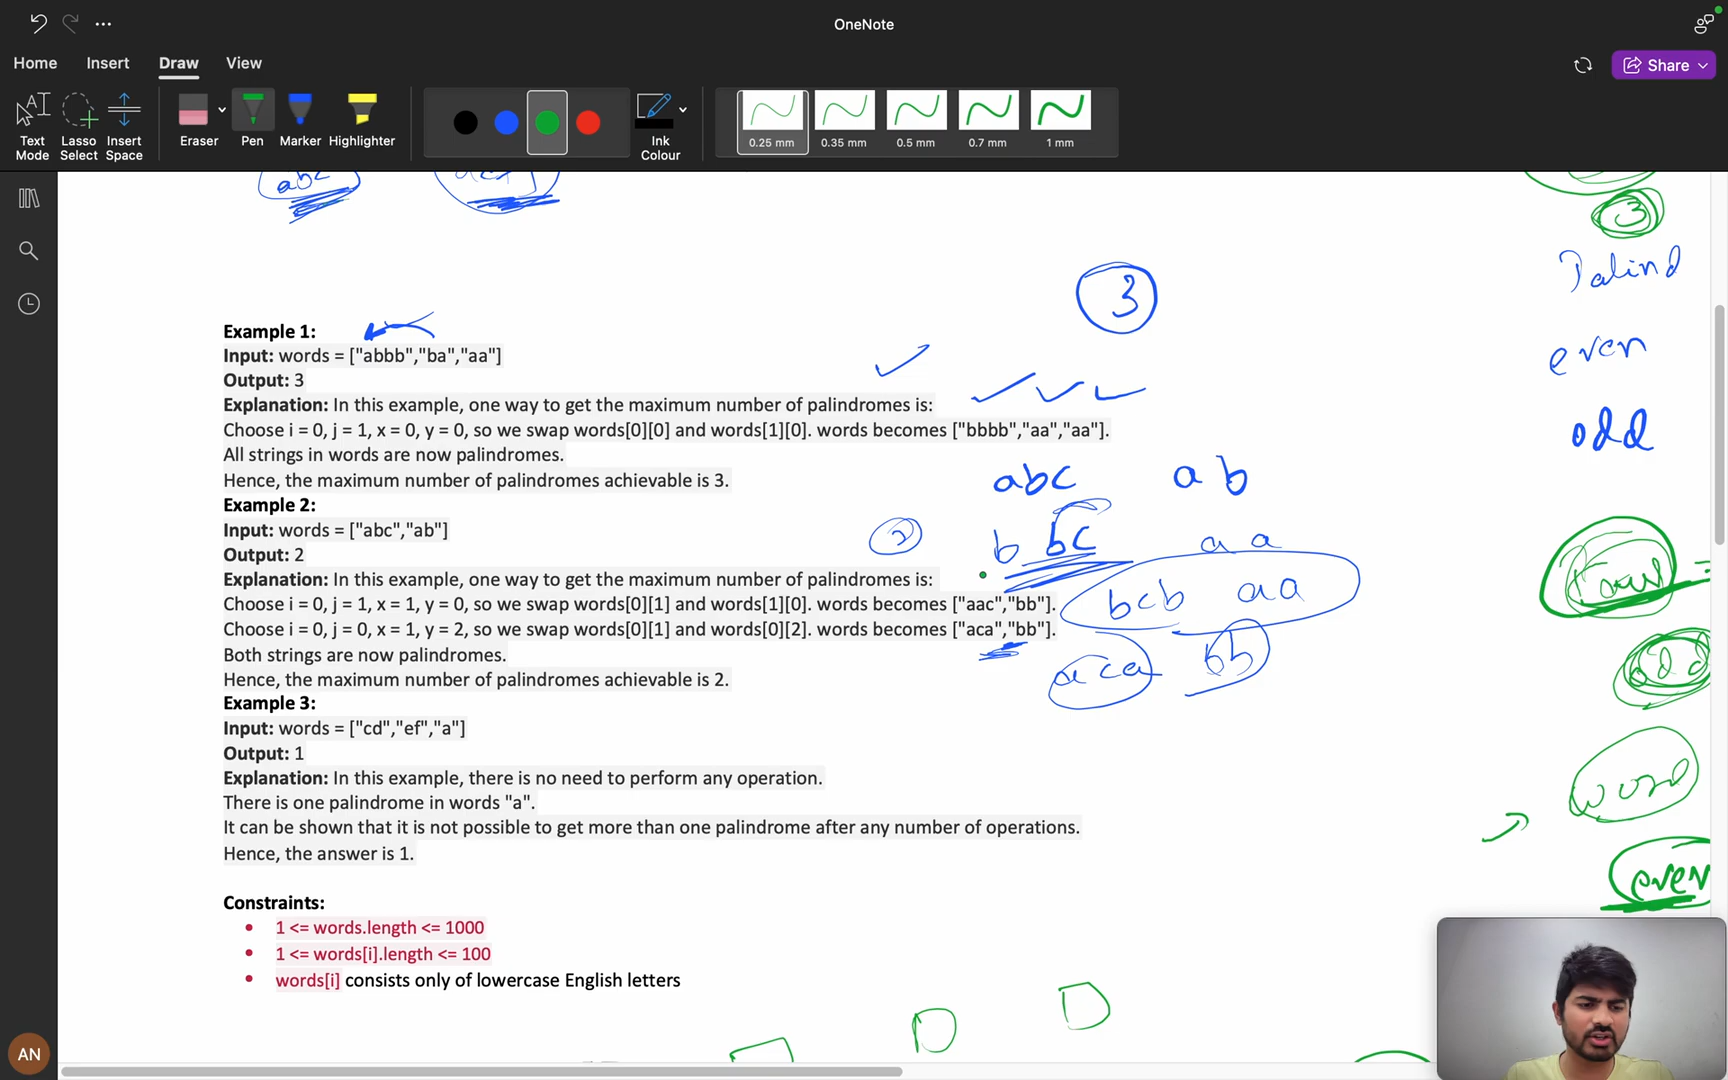 OneNote
Home Insert Draw View
Share
Text Mode
Lasso Select
Insert Space
Eraser
Pen
Marker
Highlighter
Ink Colour
0.25 mm 0.35 mm 0.5 mm 0.7 mm 1 mm
abc
3
Palind
3
Example 1:
Input: words = ["abbb","ba","aa"]
even
Output: 3
Explanation: In this example, one way to get the maximum number of palindromes is:
Choose i = 0, j = 1, x = 0, y = 0, so we swap words[0][0] and words[1][0]. words becomes ["bbbb","aa","aa"].
odd
All strings in words are now palindromes.
Hence, the maximum number of palindromes achievable is 3.
abc ab
Example 2:
Input: words = ["abc","ab"]
2 b bc a a
Output: 2
Explanation: In this example, one way to get the maximum number of palindromes is:
Choose i = 0, j = 1, x = 1, y = 0, so we swap words[0][1] and words[1][0]. words becomes ["aac","bb"].
bcb aa
Choose i = 0, j = 0, x = 1, y = 2, so we swap words[0][1] and words[0][2]. words becomes ["aca","bb"].
Both strings are now palindromes.
aca bb
odd
Hence, the maximum number of palindromes achievable is 2.
Example 3:
Input: words = ["cd","ef","a"]
Output: 1
Explanation: In this example, there is no need to perform any operation.
word
There is one palindrome in words "a".
It can be shown that it is not possible to get more than one palindrome after any number of operations.
Hence, the answer is 1.
even
Constraints:
1 <= words.length <= 1000
1 <= words[i].length <= 100
words[i] consists only of lowercase English letters
AN